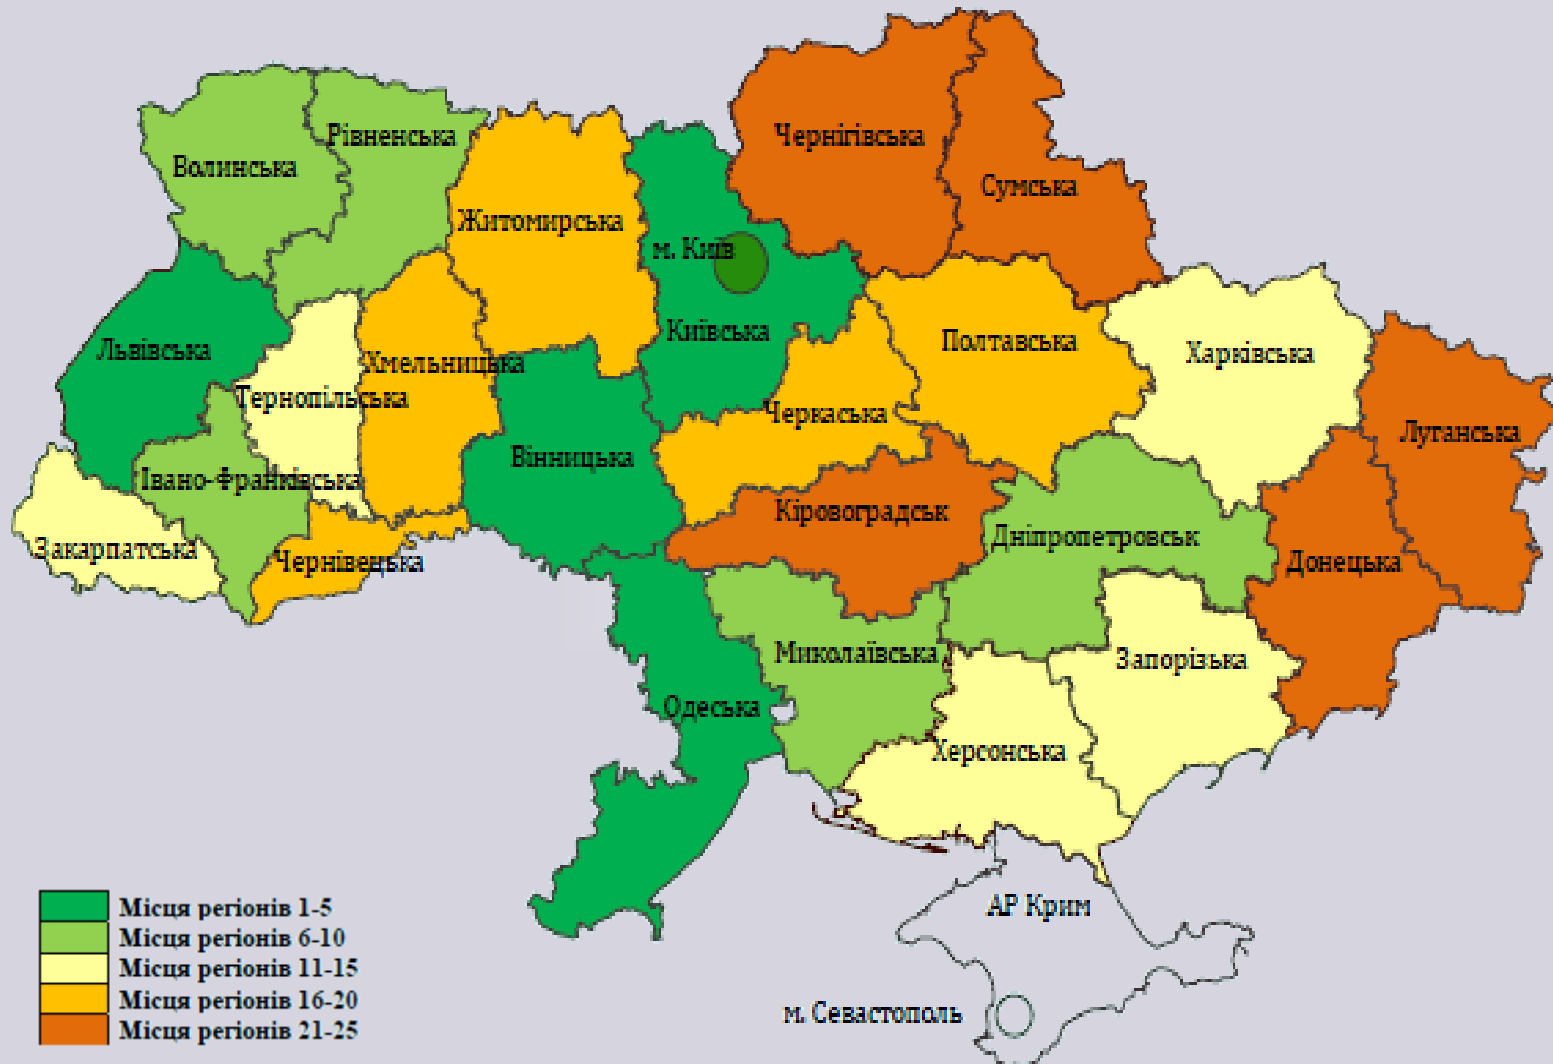 Чернігівська
Рівненська
Волинська
Сумська
Житомирська
м. Київ
Київська
Полтавська
Львівська
Харківська
Хмельницька
Тернопільська
Черкаська
Луганська
Вінницька
Івано-Франківська
Кіровоградськ
Дніпропетровськ
Закарпатська
Чернівецька
Донецька
Миколаївська
Запорізька
Одеська
Херсонська
АР Крим
м. Севастополь
Місця регіонів 1-5
Місця регіонів 6-10
Місця регіонів 11-15
Місця регіонів 16-20
Місця регіонів 21-25